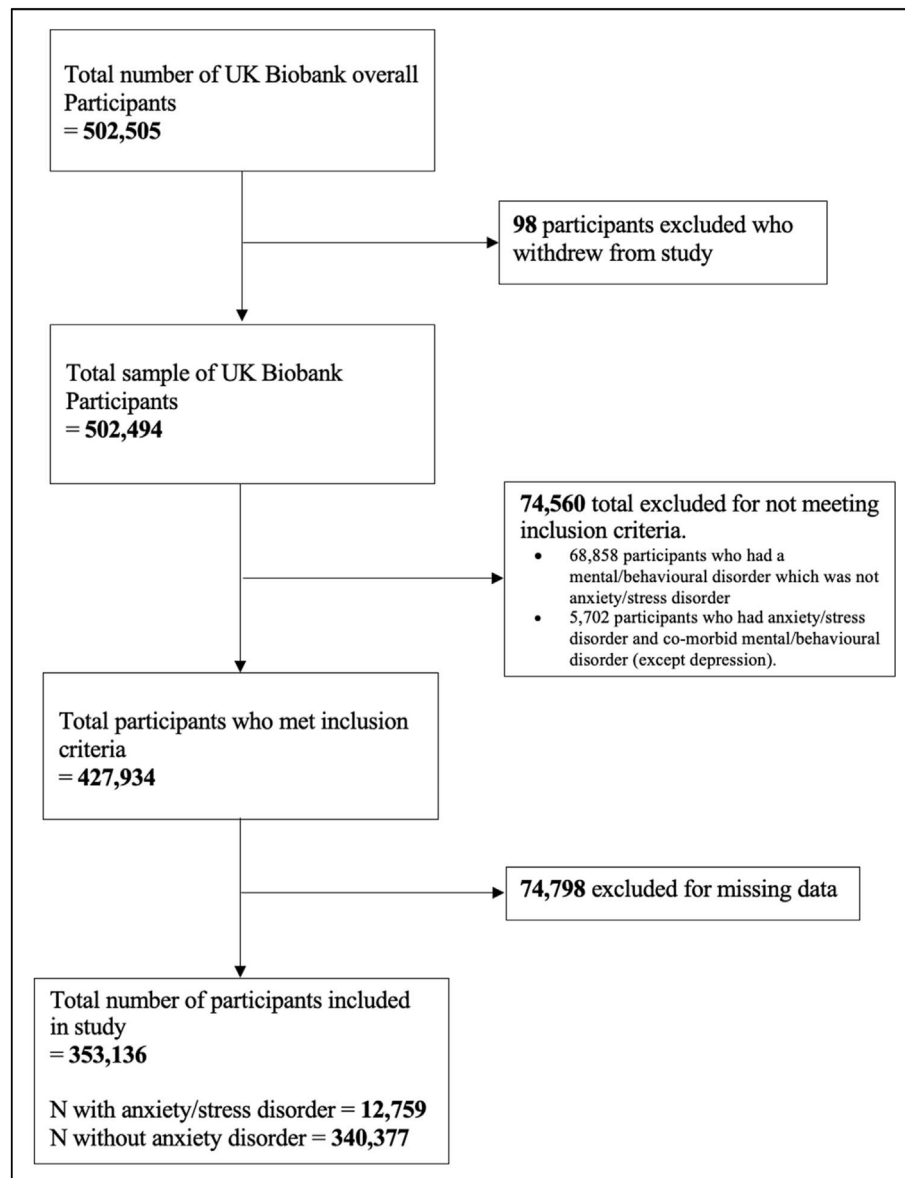 Total number of UK Biobank overall
Participants
= 502,505
98 participants excluded who
withdrew from study
Total sample of UK Biobank
Participants
= 502,494
74,560 total excluded for not meeting
inclusion criteria.
• 68,858 participants who had a
mental/behavioural disorder which was not
anxiety/stress disorder
• 5,702 participants who had anxiety/stress
disorder and co-morbid mental/behavioural
disorder (except depression).
Total participants who met inclusion
criteria
= 427,934
74,798 excluded for missing data
Total number of participants included
in study
= 353,136
N with anxiety/stress disorder = 12,759
N without anxiety disorder = 340,377